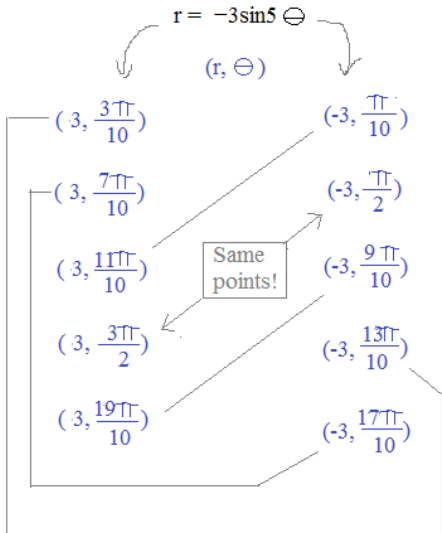 r = −3sin5 Θ
(r, Θ)
(3, 3π/10) (-3, π/10)
(3, 7π/10) (-3, π/2)
(3, 11π/10) (-3, 9π/10)
Same
points!
(3, 3π/2) (-3, 13π/10)
(3, 19π/10) (-3, 17π/10)